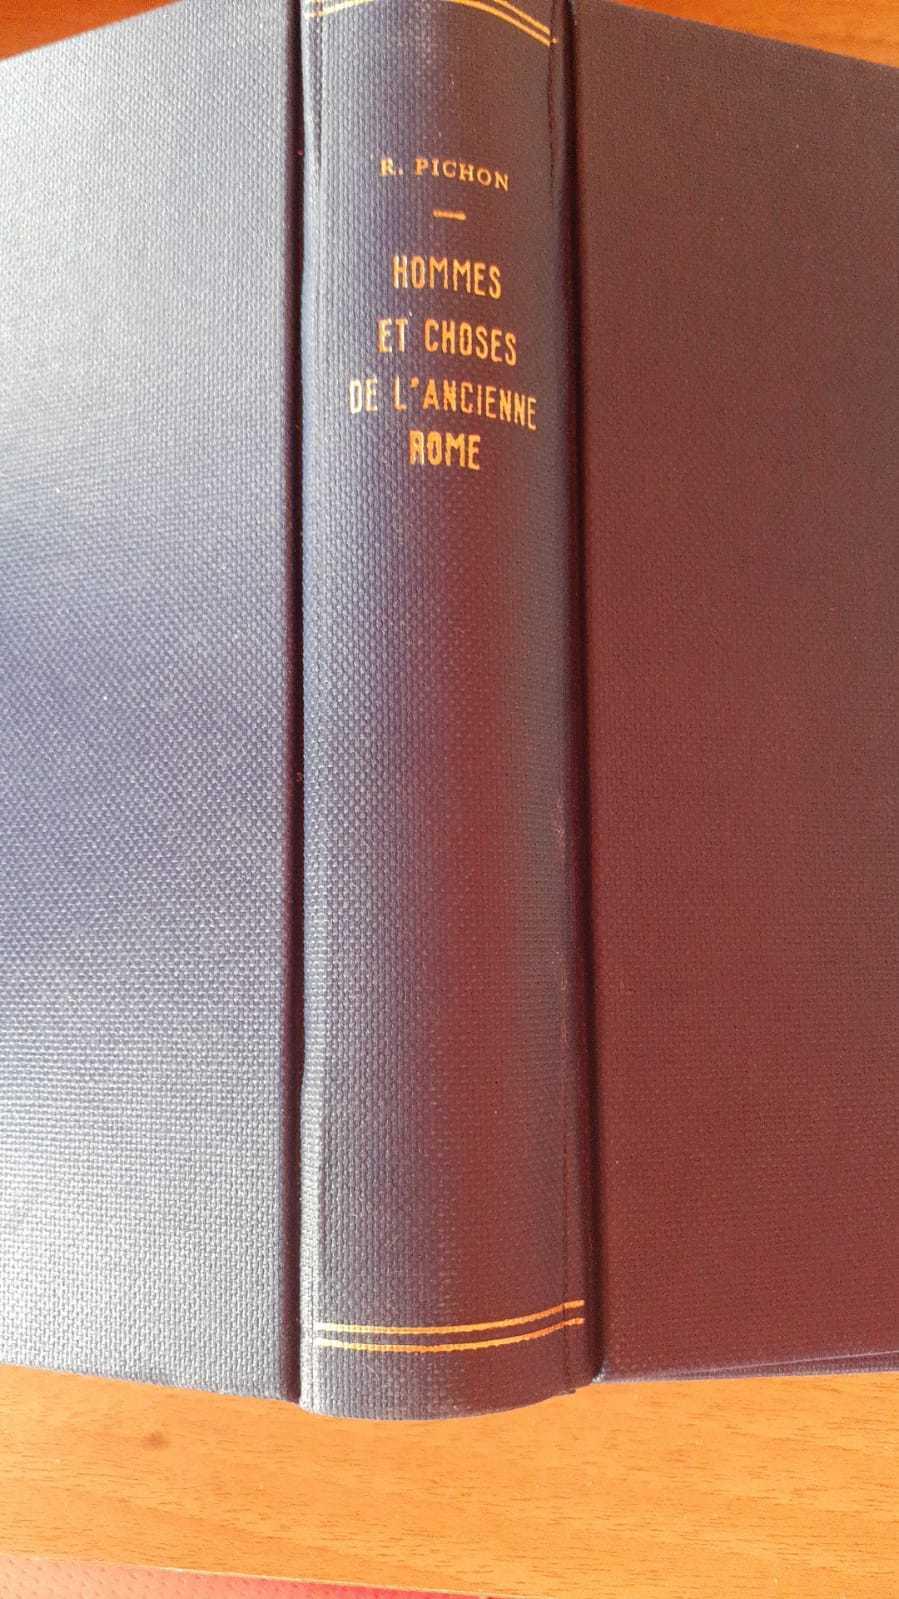 R. PICHON
HOMMES
ET CHOSES
DE L'ANCIENNE
ROME